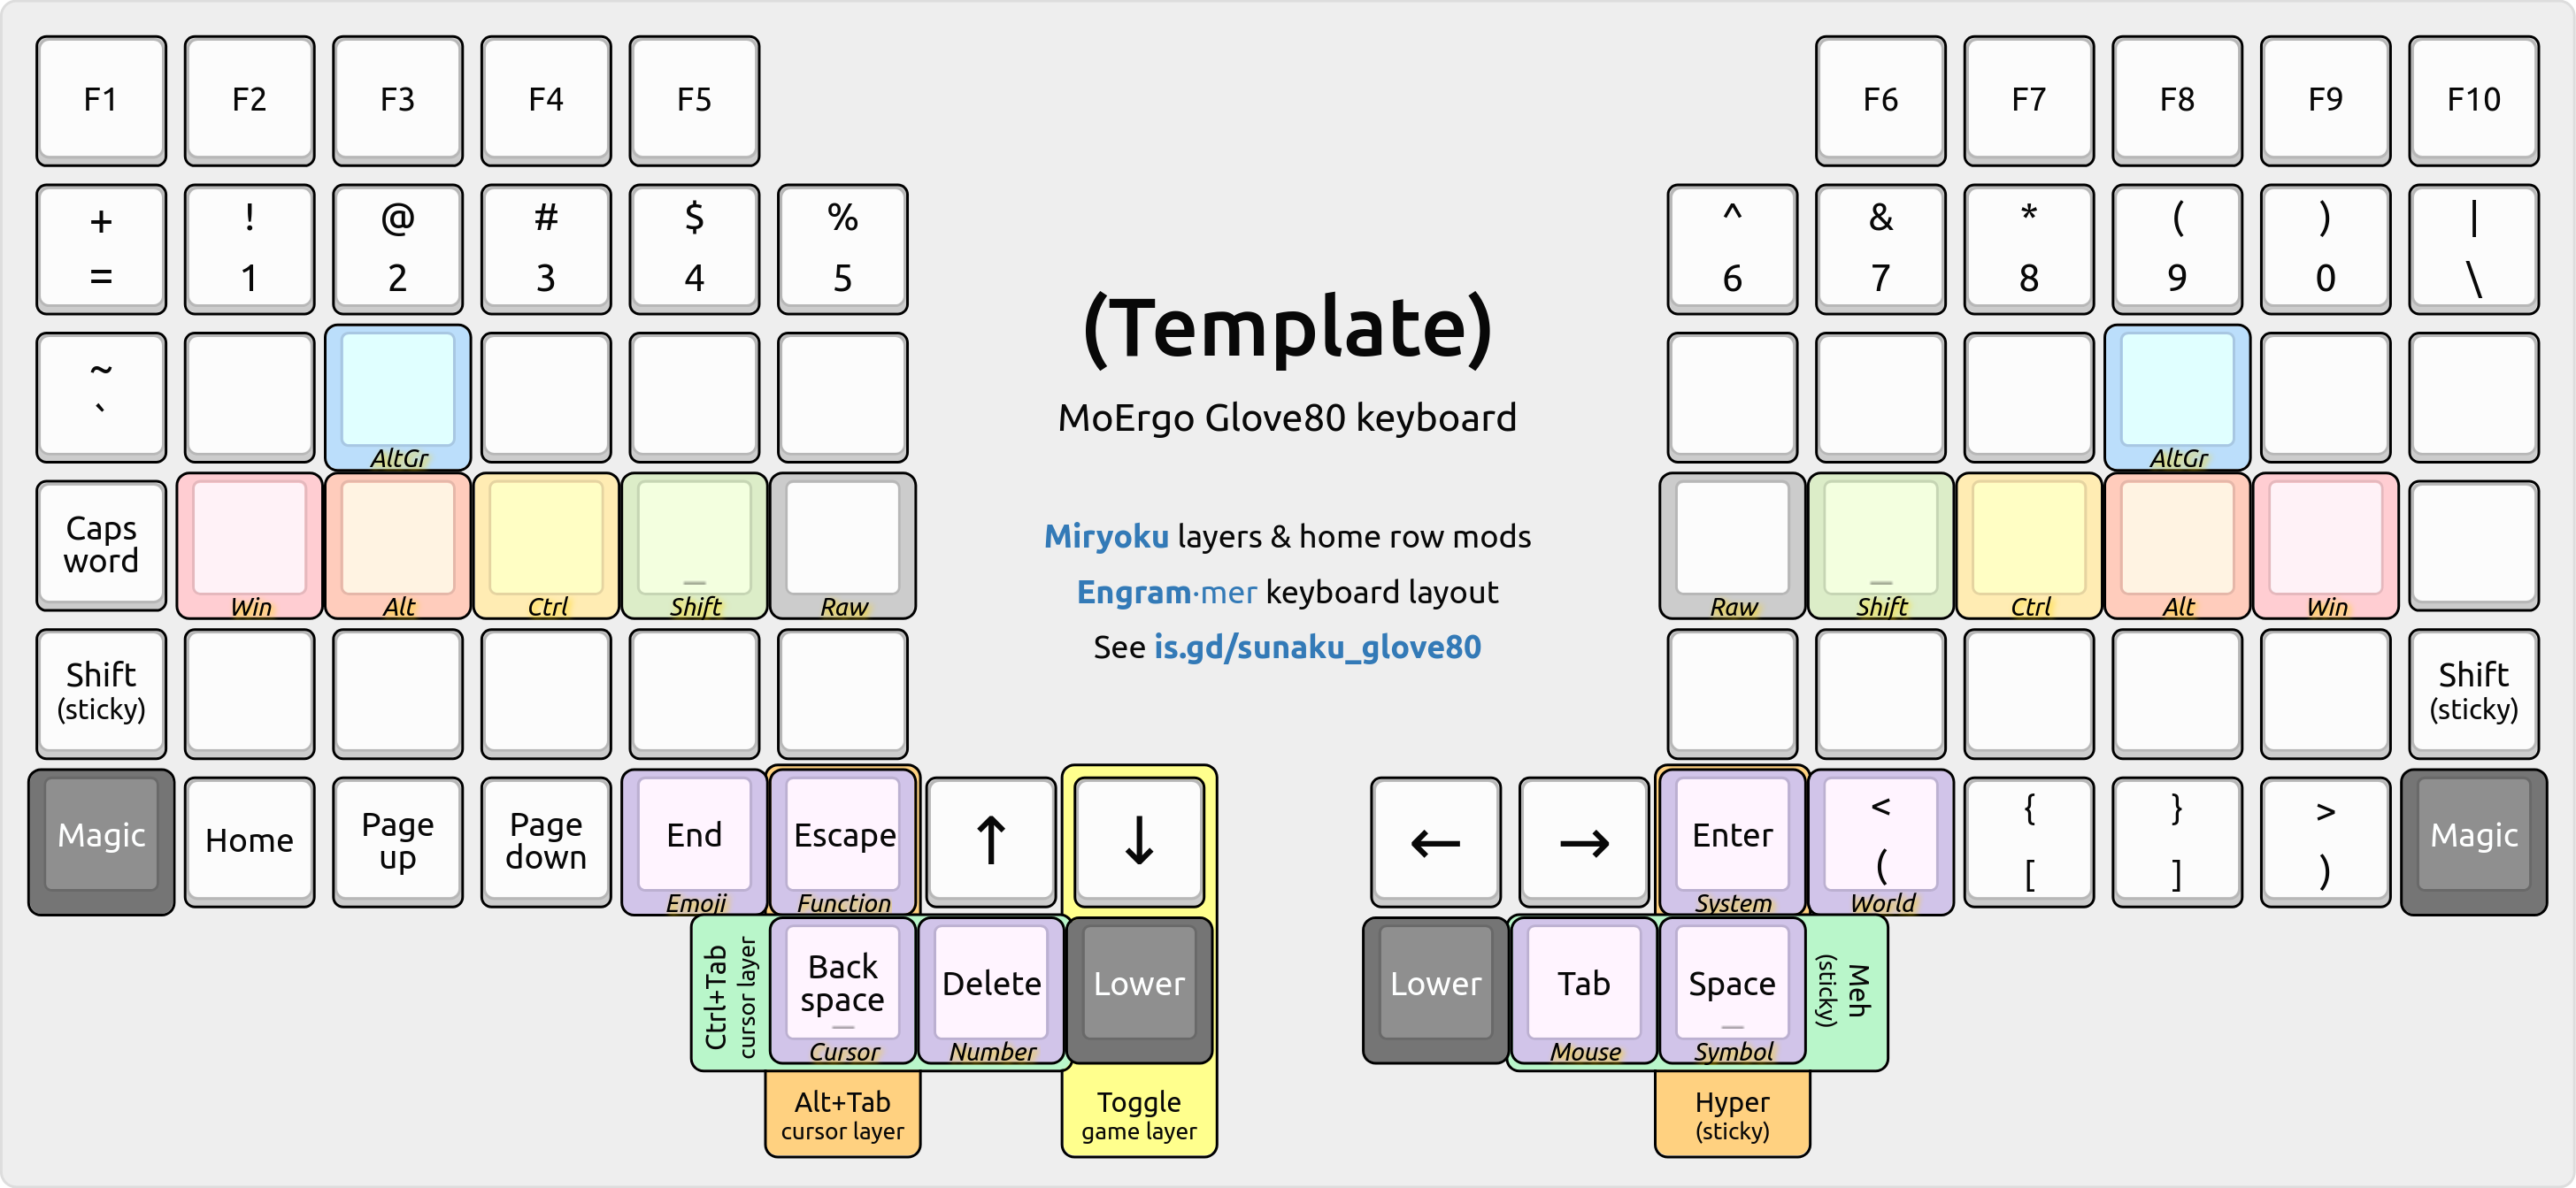 F1 F2 F3 F4 F5 F6 F7 F8 F9 F10
+ ! @ # $ % ^ & * ( ) |
= 1 2 3 4 5 6 7 8 9 0 \
(Template)
MoErgo Glove80 keyboard
~
`
AltGr AltGr
Miryoku layers & home row mods
Engram·mer keyboard layout
See is.gd/sunaku_glove80
Caps
word
_ _
Win Alt Ctrl Shift Raw Raw Shift Ctrl Alt Win
Shift Shift
(sticky) (sticky)
Magic Home Page
up Page
down End Escape ↑ ↓ ← → Enter < { } > Magic
( [ ] )
Emoji Function System World
Ctrl+Tab
cursor layer
Back
space
_
Delete Lower Lower Tab Space
_
Meh
(sticky)
Cursor Number Mouse Symbol
Alt+Tab Toggle Hyper
cursor layer game layer (sticky)